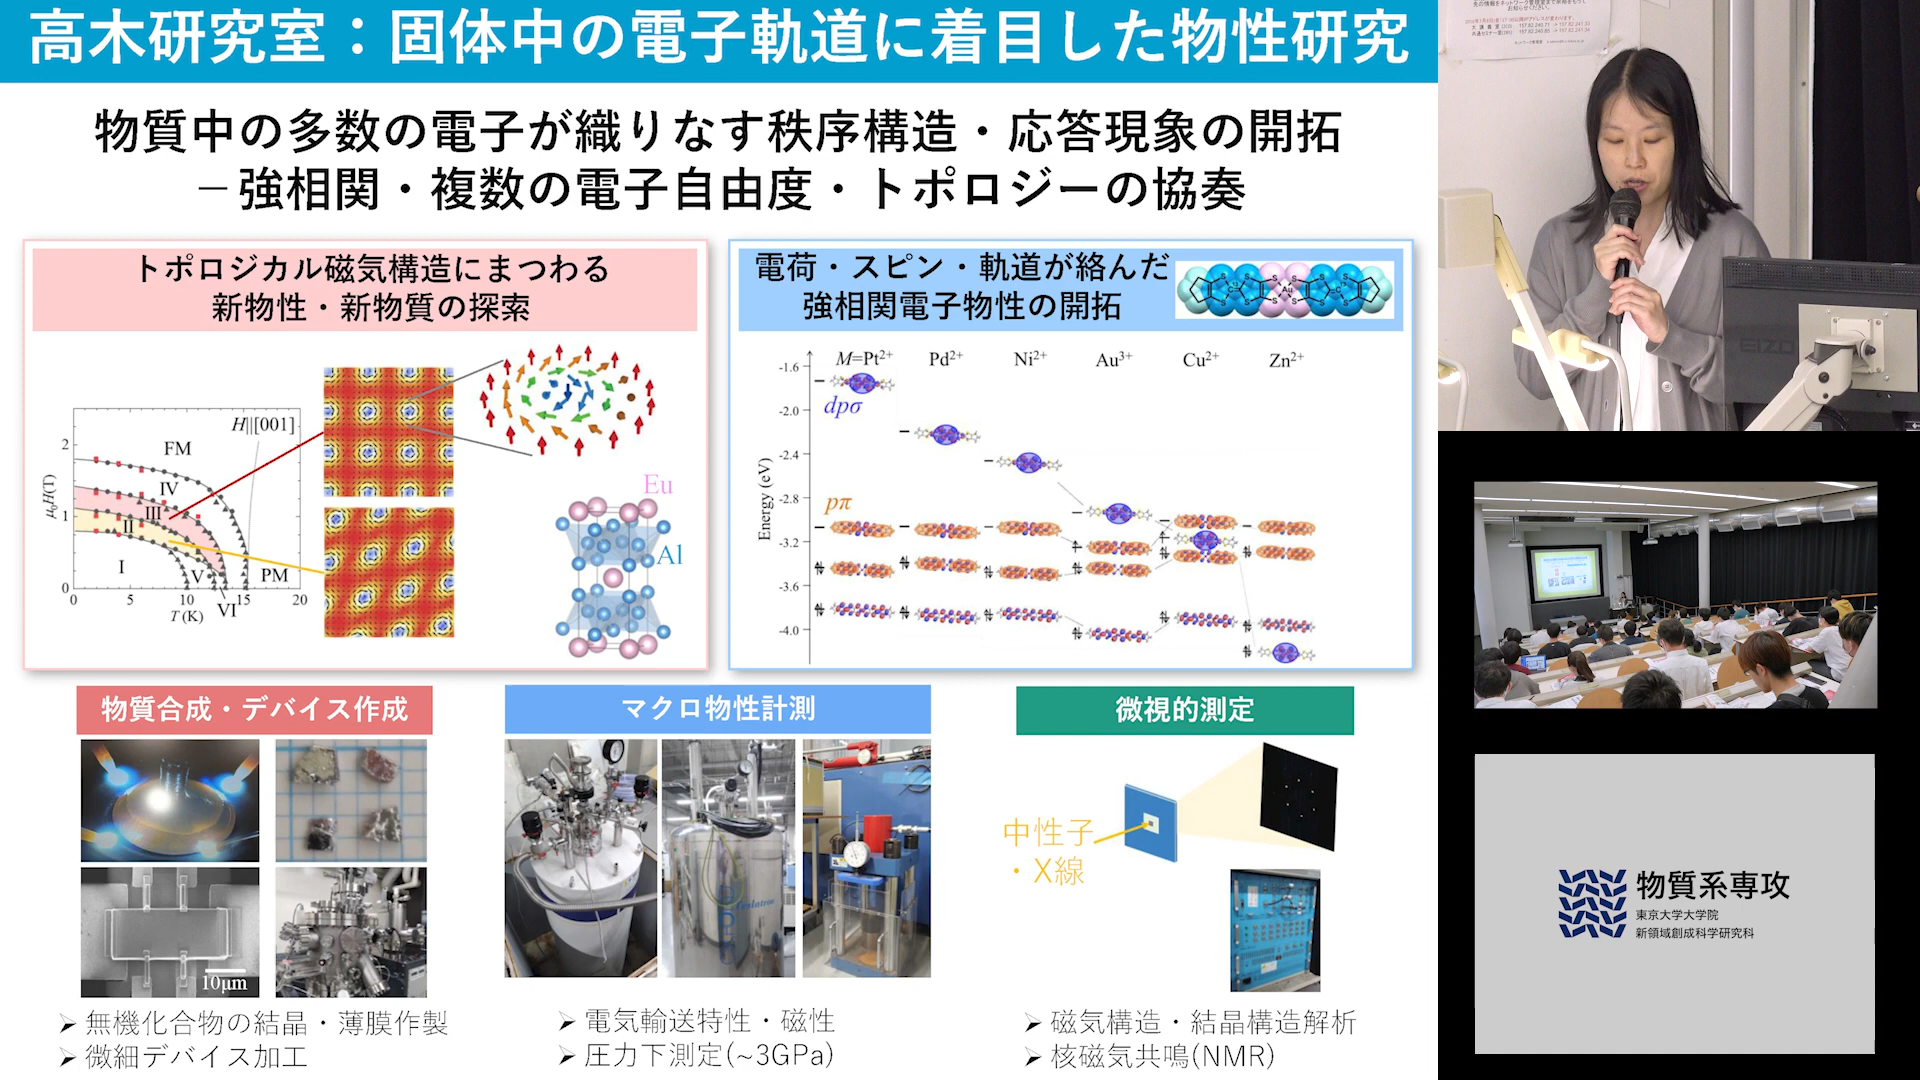 高木研究室：固体中の電子軌道に着目した物性研究
物質中の多数の電子が織りなす秩序構造・応答現象の開拓
－強相関・複数の電子自由度・トポロジーの協奏
トポロジカル磁気構造にまつわる
新物性・新物質の探索
H||[001]
FM
IV
III
II
I
V
VI
PM
μ₀H(T)
2
1
0
0 5 10 15 20
T (K)
Eu
Al
電荷・スピン・軌道が絡んだ
強相関電子物性の開拓
S S S S Au S S S S
M=Pt²⁺ Pd²⁺ Ni²⁺ Au³⁺ Cu²⁺ Zn²⁺
dpσ
pπ
Energy (eV)
-1.6
-2.0
-2.4
-2.8
-3.2
-3.6
-4.0
物質合成・デバイス作成
10μm
➢ 無機化合物の結晶・薄膜作製
➢ 微細デバイス加工
マクロ物性計測
➢ 電気輸送特性・磁性
➢ 圧力下測定(~3GPa)
微視的測定
中性子
・X線
➢ 磁気構造・結晶構造解析
➢ 核磁気共鳴(NMR)
EIZO
物質系専攻
東京大学大学院
新領域創成科学研究科